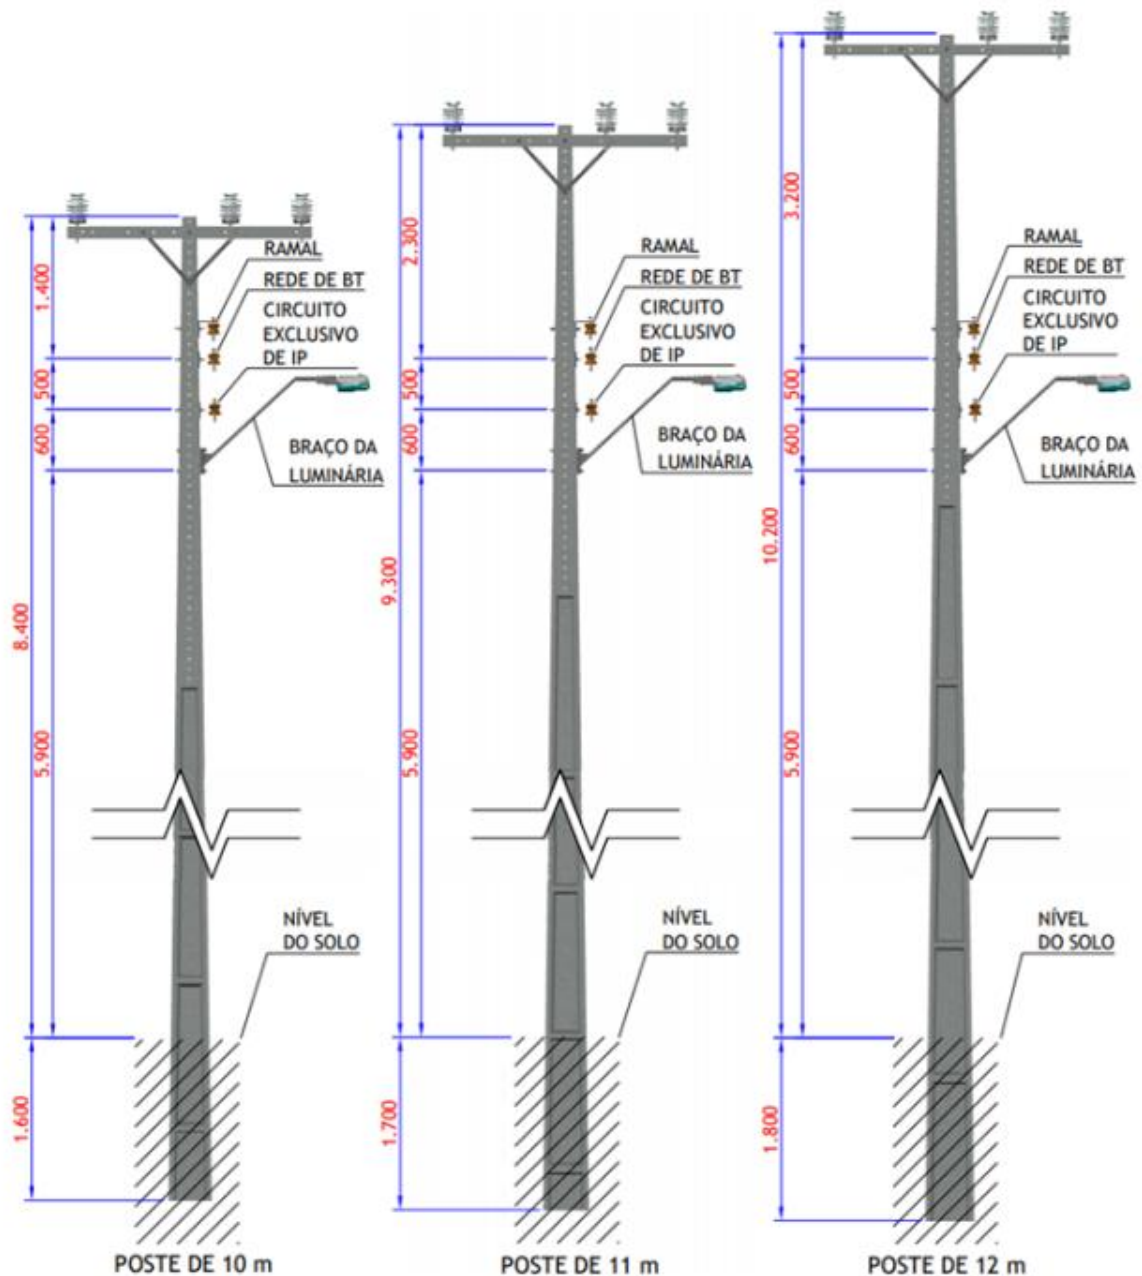 1.400
500
600
8.400
5.900
1.600
RAMAL
REDE DE BT
CIRCUITO
EXCLUSIVO
DE IP
BRAÇO DA
LUMINÁRIA
NÍVEL
DO SOLO
POSTE DE 10 m
2.300
500
600
9.300
5.900
1.700
RAMAL
REDE DE BT
CIRCUITO
EXCLUSIVO
DE IP
BRAÇO DA
LUMINÁRIA
NÍVEL
DO SOLO
POSTE DE 11 m
3.200
500
600
10.200
5.900
1.800
RAMAL
REDE DE BT
CIRCUITO
EXCLUSIVO
DE IP
BRAÇO DA
LUMINÁRIA
NÍVEL
DO SOLO
POSTE DE 12 m